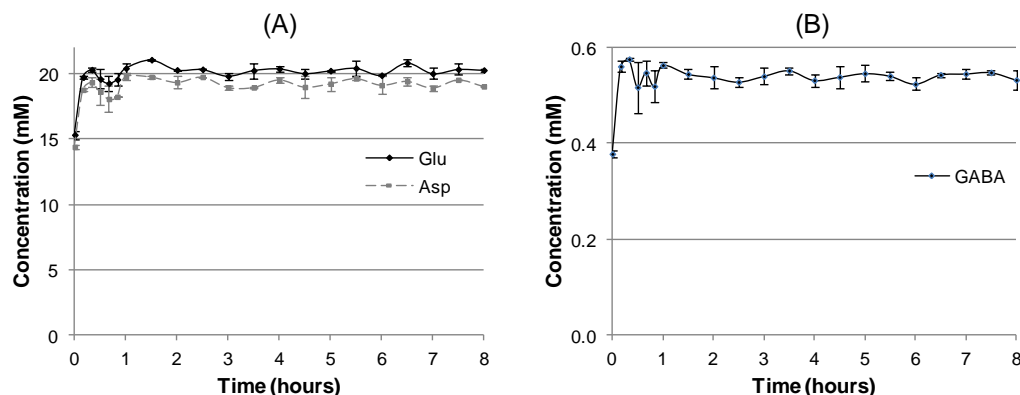 (A)
Concentration (mM)
20
15
10
5
0
Glu
Asp
0 1 2 3 4 5 6 7 8
Time (hours)
(B)
Concentration (mM)
0.6
0.4
0.2
0.0
GABA
0 1 2 3 4 5 6 7 8
Time (hours)